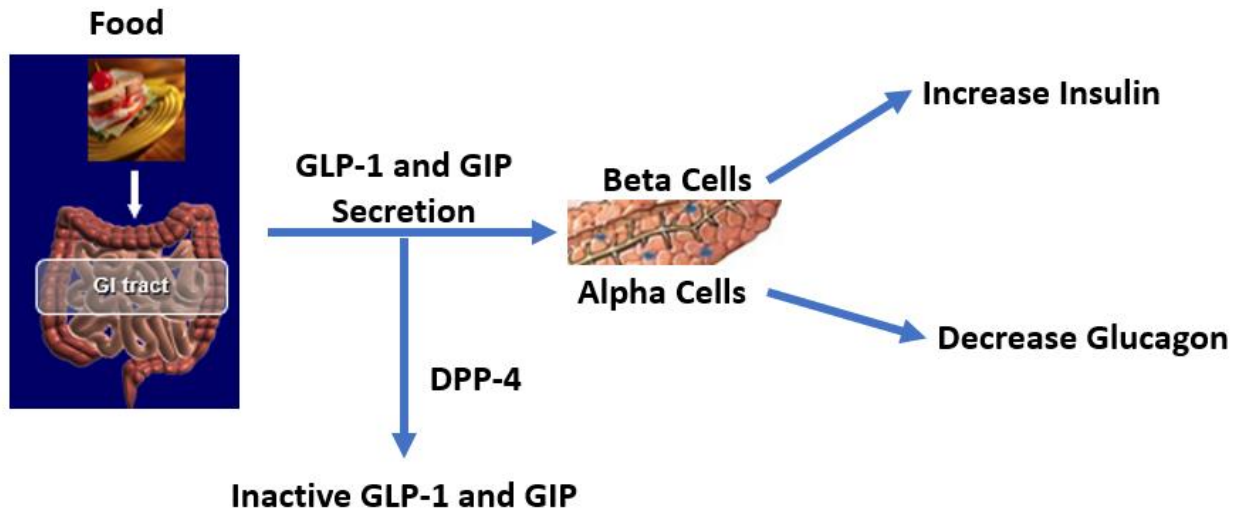 Food
GI tract
GLP-1 and GIP
Secretion
DPP-4
Inactive GLP-1 and GIP
Beta Cells
Alpha Cells
Increase Insulin
Decrease Glucagon